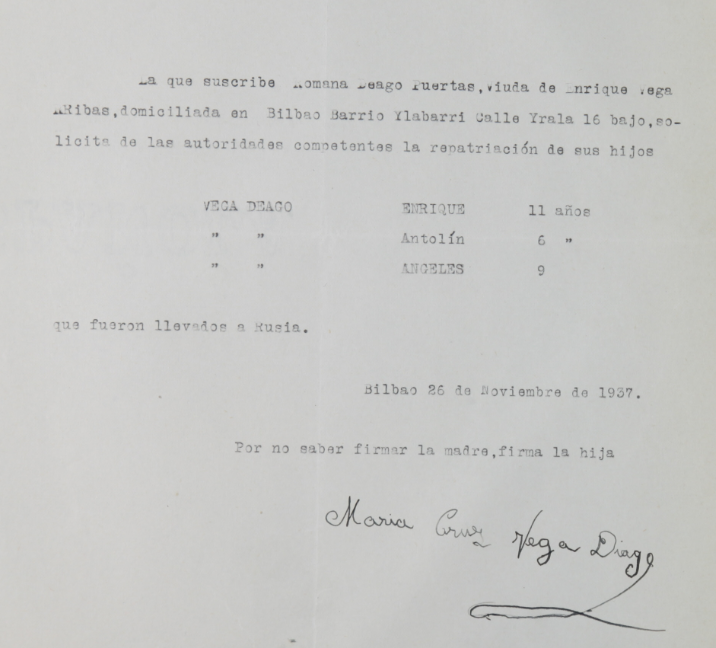 La que suscribe Romana Deago Fuertas,viuda de Enrique Vega
Ribas,domiciliada en Bilbao Barrio Ylabarri Calle Yrala 16 bajo,so-
licita de las autoridades competentes la repatriación de sus hijos
VEGA DEAGO ENRIQUE 11 años
" " Antolín 6 "
" " ANGELES 9
que fueron llevados a Rusia.
Bilbao 26 de Noviembre de 1937.
Por no saber firmar la madre,firma la hija
Maria Cruz Vega Diago